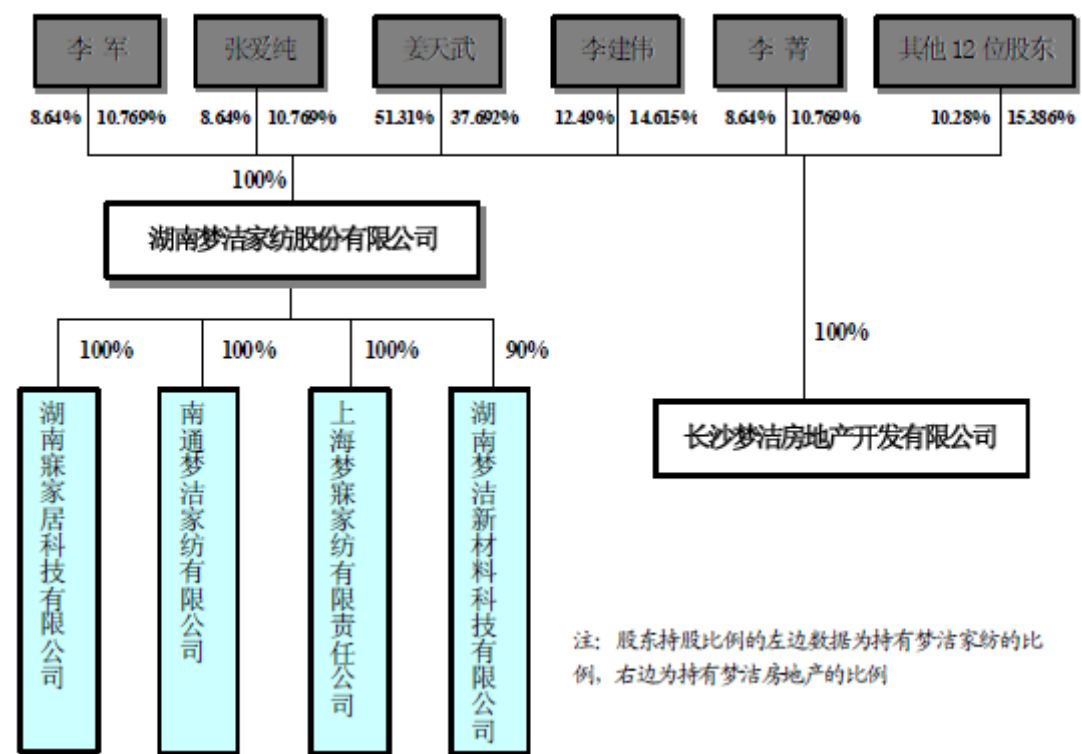 李 军
张爱纯
姜天武
李建伟
李 菁
其他 12 位股东
8.64% 10.769%
8.64% 10.769%
51.31% 37.692%
12.49% 14.615%
8.64% 10.769%
10.28% 15.386%
100%
湖南梦洁家纺股份有限公司
100%
100%
100%
90%
100%
湖南寐家居科技有限公司
南通梦洁家纺有限公司
上海梦寐家纺有限责任公司
湖南梦洁新材料科技有限公司
长沙梦洁房地产开发有限公司
注：股东持股比例的左边数据为持有梦洁家纺的比
例，右边为持有梦洁房地产的比例